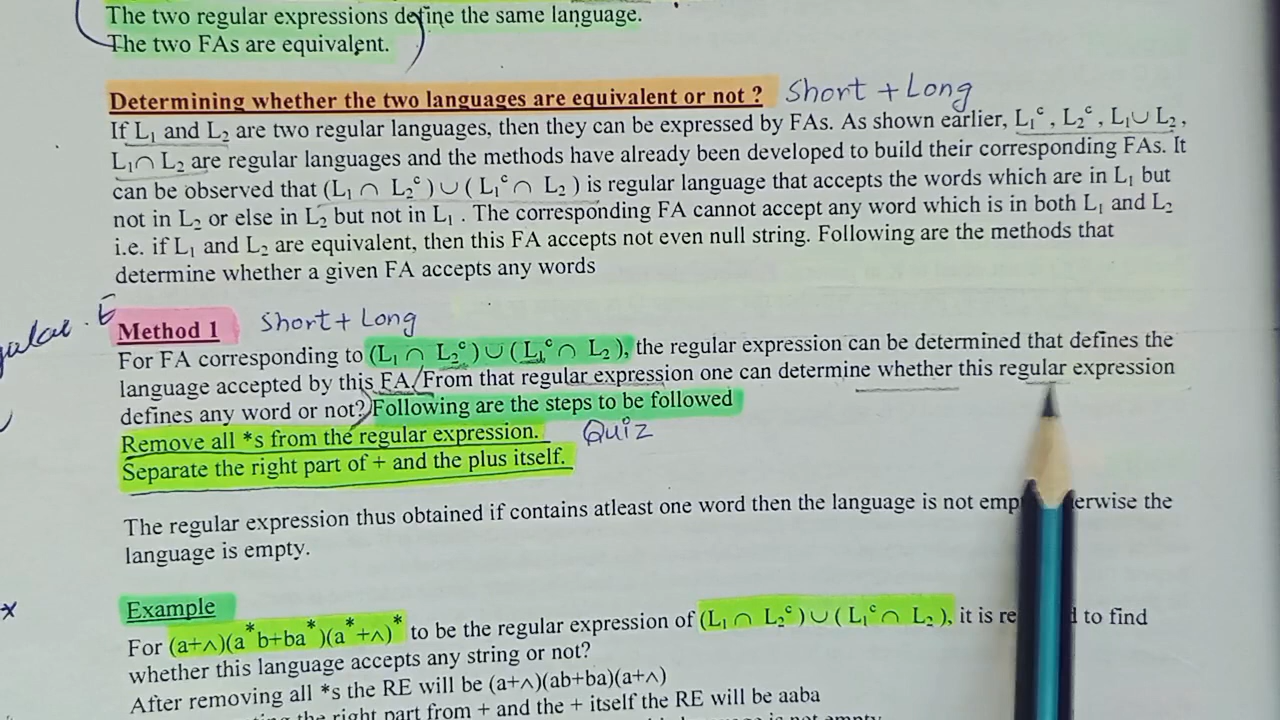 The two regular expressions define the same language.
The two FAs are equivalent.
Determining whether the two languages are equivalent or not ? Short + Long
If L₁ and L₂ are two regular languages, then they can be expressed by FAs. As shown earlier, L₁ᶜ , L₂ᶜ , L₁∪ L₂ ,
L₁∩ L₂ are regular languages and the methods have already been developed to build their corresponding FAs. It
can be observed that (L₁ ∩ L₂ᶜ )∪( L₁ᶜ∩ L₂ ) is regular language that accepts the words which are in L₁ but
not in L₂ or else in L₂ but not in L₁ . The corresponding FA cannot accept any word which is in both L₁ and L₂
i.e. if L₁ and L₂ are equivalent, then this FA accepts not even null string. Following are the methods that
determine whether a given FA accepts any words
Method 1 Short + Long
For FA corresponding to (L₁ ∩ L₂ᶜ )∪( L₁ᶜ∩ L₂ ), the regular expression can be determined that defines the
language accepted by this FA. From that regular expression one can determine whether this regular expression
defines any word or not? Following are the steps to be followed
Remove all *s from the regular expression. Quiz
Separate the right part of + and the plus itself.
The regular expression thus obtained if contains atleast one word then the language is not the
language is empty.
Example
For (a+^)(a*b+ba*)(a*+^)* to be the regular expression of (L₁ ∩ L₂ᶜ )∪( L₁ᶜ∩ L₂ ), it is to find
whether this language accepts any string or not?
After removing all *s the RE will be (a+^)(ab+ba)(a+^)
the right part from + and the + itself the RE will be aaba